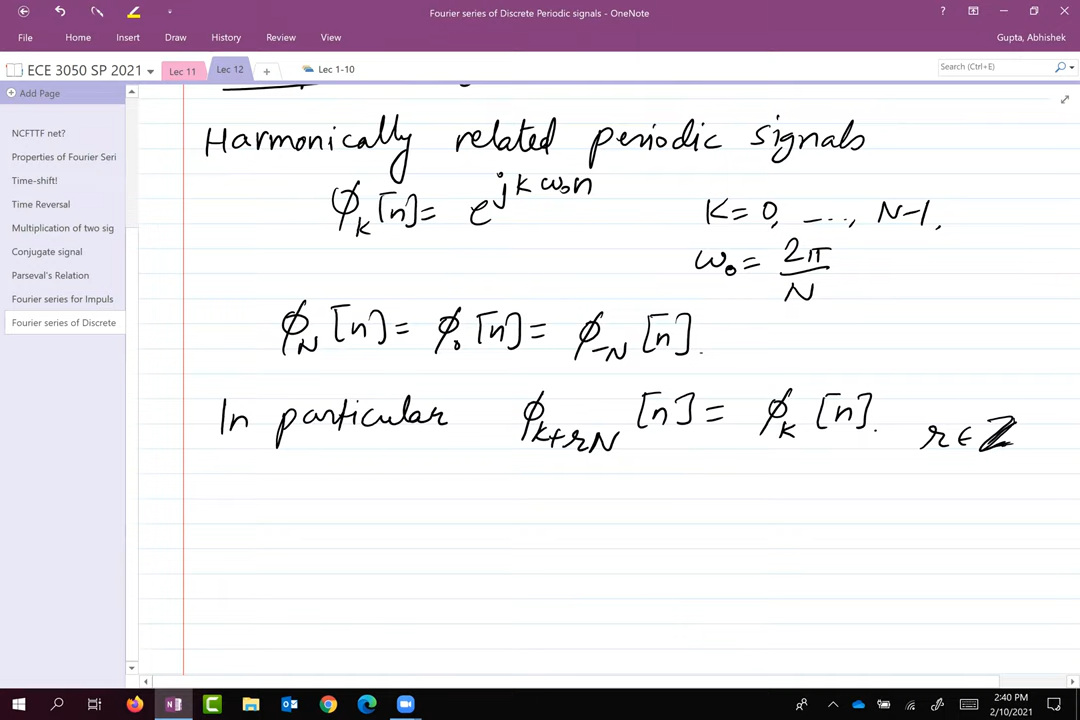 Fourier series of Discrete Periodic signals - OneNote
File Home Insert Draw History Review View Gupta, Abhishek
ECE 3050 SP 2021 Lec 11 Lec 12 + Lec 1-10 Search (Ctrl+E)
Add Page
NCFTTF net?
Properties of Fourier Seri
Time-shift!
Time Reversal
Multiplication of two sig
Conjugate signal
Parseval's Relation
Fourier series for Impuls
Fourier series of Discrete
Harmonically related periodic signals
ϕ_k [n] = e^{jkω₀n} K = 0, ...., N-1,
ω₀ = 2π/N
ϕ_N [n] = ϕ₀ [n] = ϕ_{-N} [n].
In particular ϕ_{k+rN} [n] = ϕ_k [n]. r ∈ ℤ
2:40 PM
2/10/2021